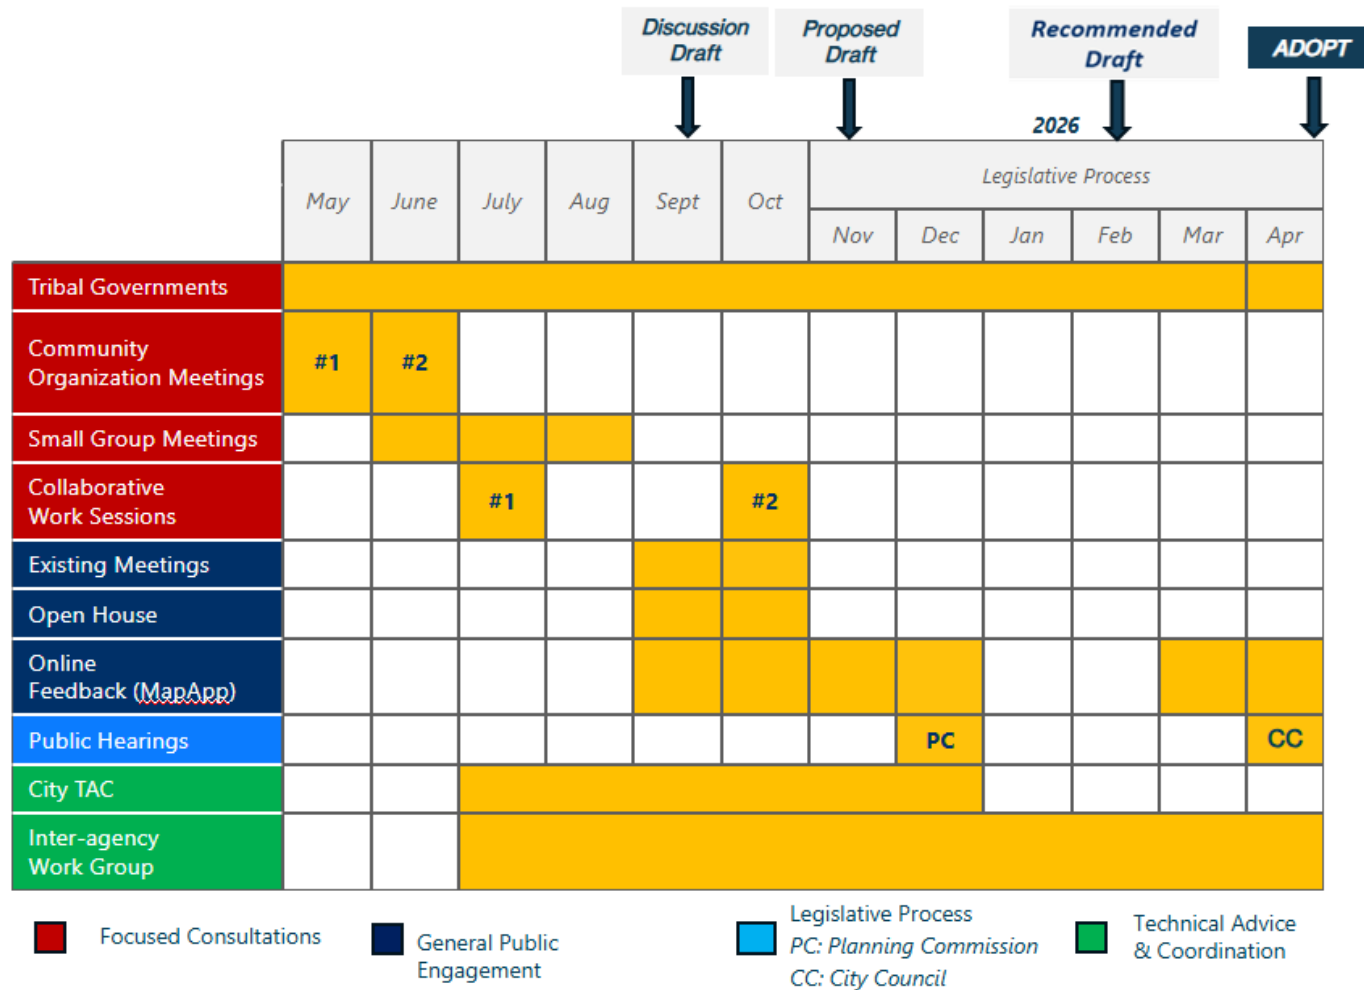 Discussion
Draft
Proposed
Draft
Recommended
Draft
ADOPT
2026
May
June
July
Aug
Sept
Oct
Legislative Process
Nov
Dec
Jan
Feb
Mar
Apr
Tribal Governments
Community
Organization Meetings
#1
#2
Small Group Meetings
Collaborative
Work Sessions
#1
#2
Existing Meetings
Open House
Online
Feedback (MapApp)
Public Hearings
PC
CC
City TAC
Inter-agency
Work Group
Focused Consultations
General Public
Engagement
Legislative Process
PC: Planning Commission
CC: City Council
Technical Advice
& Coordination